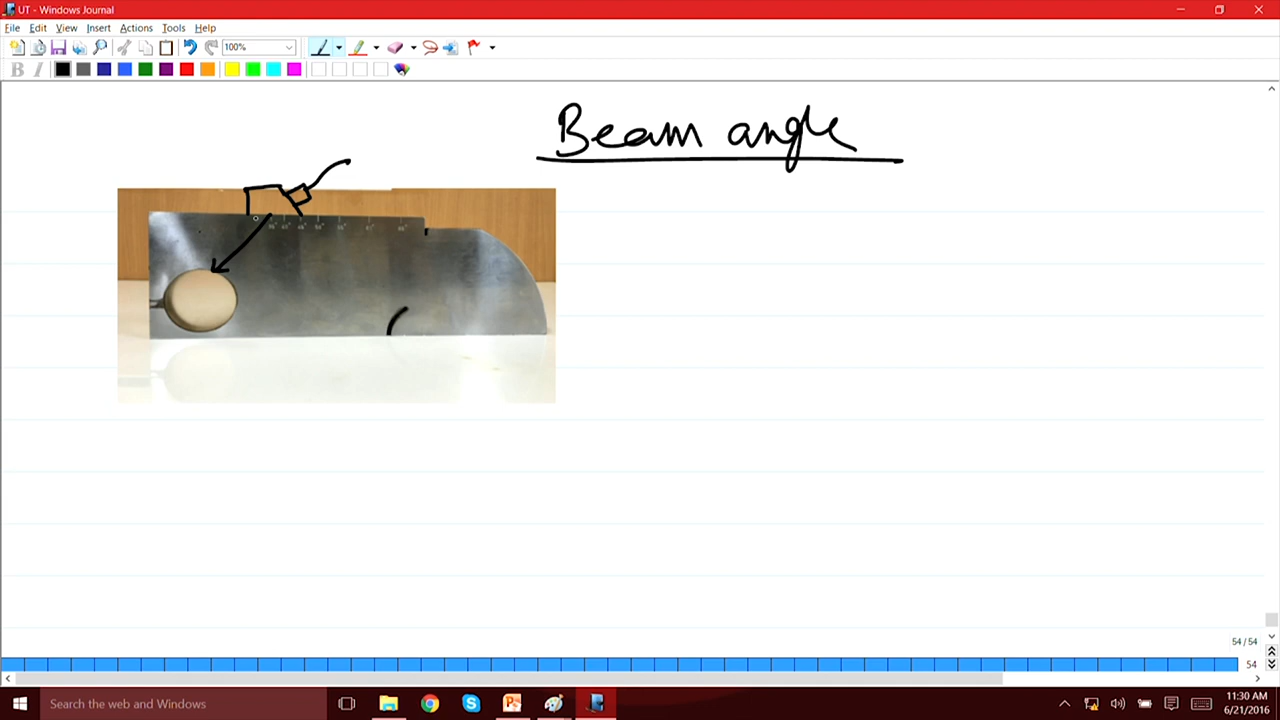 UT - Windows Journal
File Edit View Insert Actions Tools Help
100%
B I
Beam angle
54 / 54
54
Search the web and Windows
11:30 AM
6/21/2016